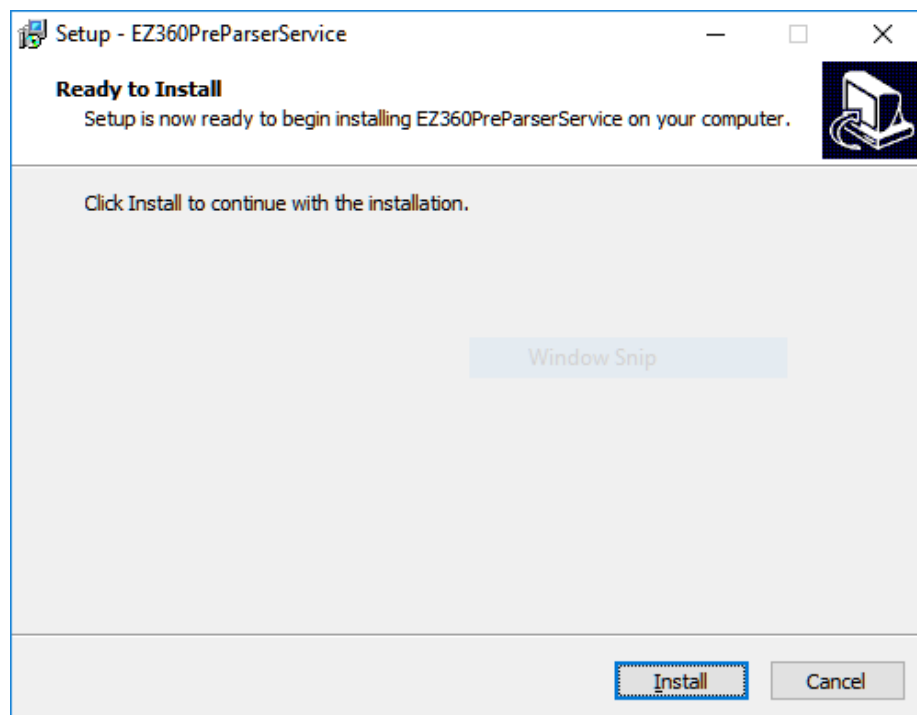 Setup - EZ360PreParserService
Ready to Install
Setup is now ready to begin installing EZ360PreParserService on your computer.
Click Install to continue with the installation.
Window Snip
Install
Cancel